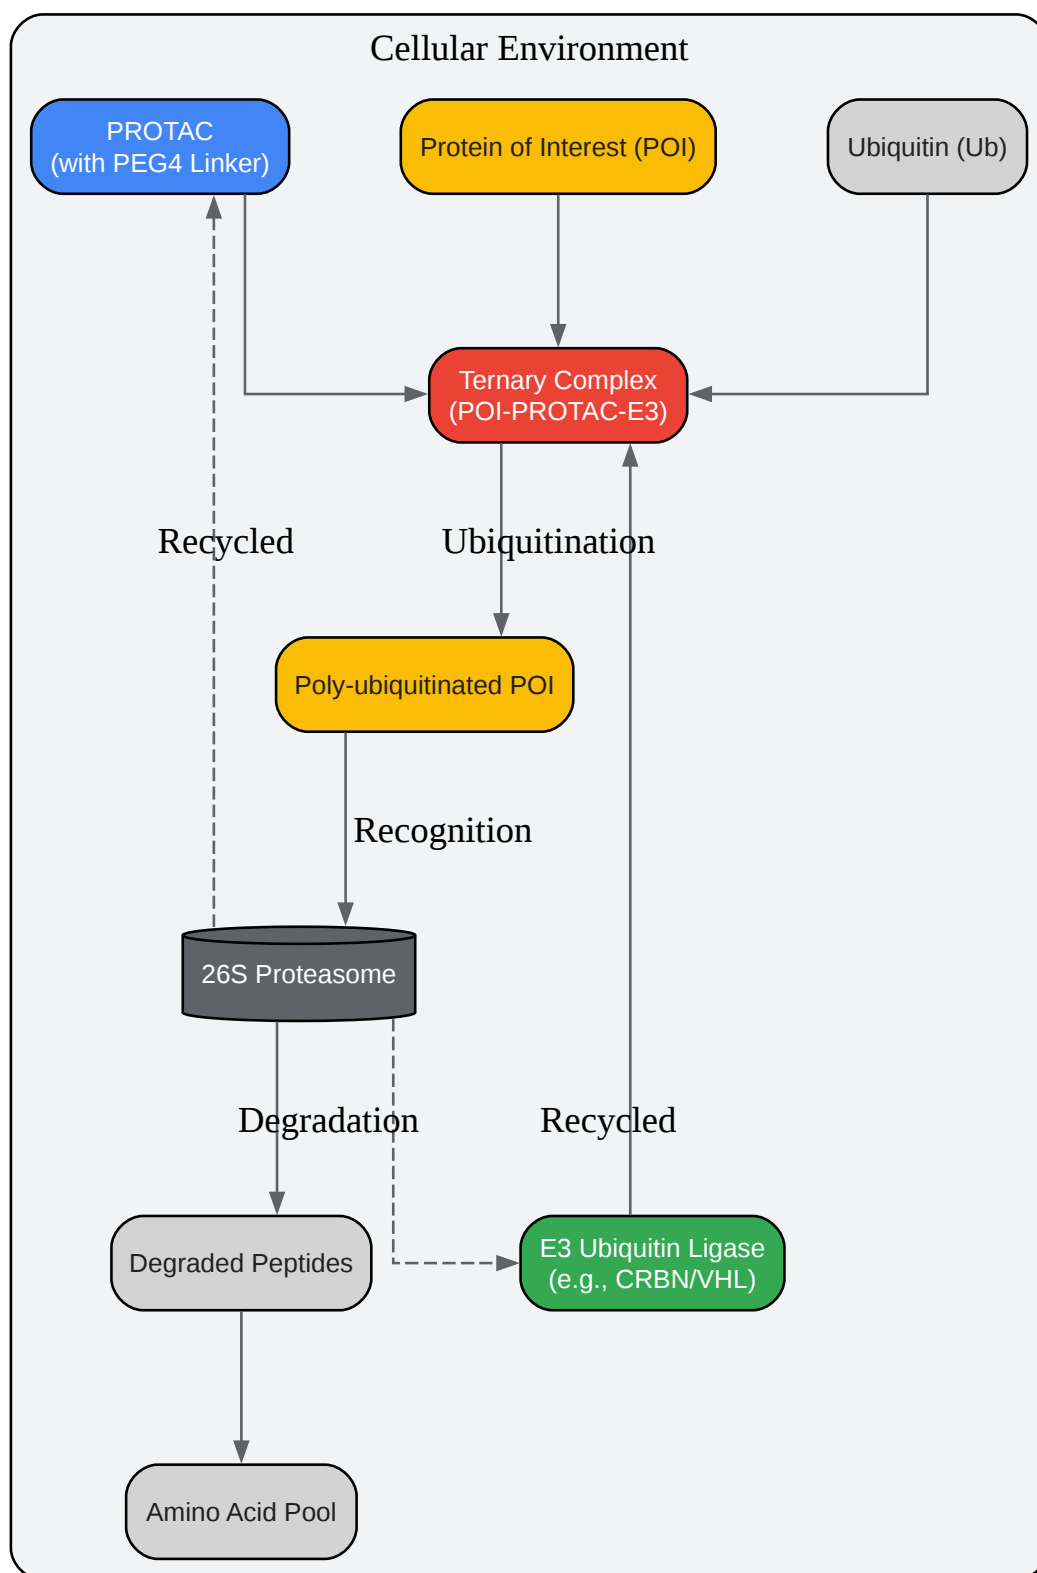 Cellular Environment
PROTAC
(with PEG4 Linker)
Protein of Interest (POI)
Ubiquitin (Ub)
Ternary Complex
(POI-PROTAC-E3)
Recycled
Ubiquitination
Poly-ubiquitinated POI
Recognition
26S Proteasome
Degradation
Recycled
Degraded Peptides
E3 Ubiquitin Ligase
(e.g., CRBN/VHL)
Amino Acid Pool